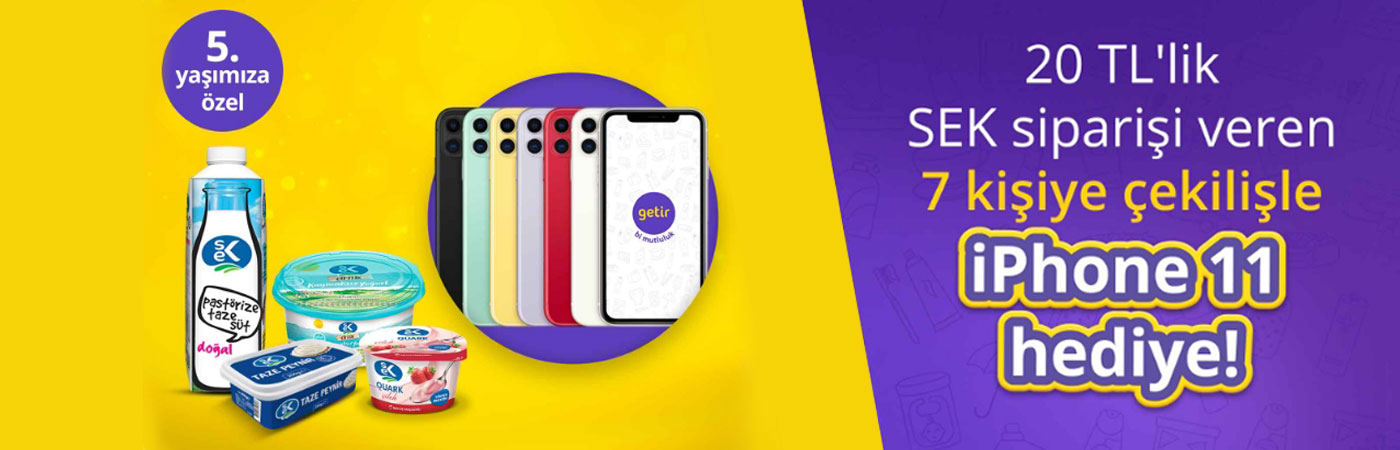 5.
yaşımıza
özel
SEK
pastörize
taze
süt
doğal
SEK
SEK
TAZE PEYNİR
SEK
TAZE PEYNİR
SEK
QUARK
çilek
getir
bi mutluluk
20 TL'lik
SEK siparişi veren
7 kişiye çekilişle
iPhone 11
hediye!